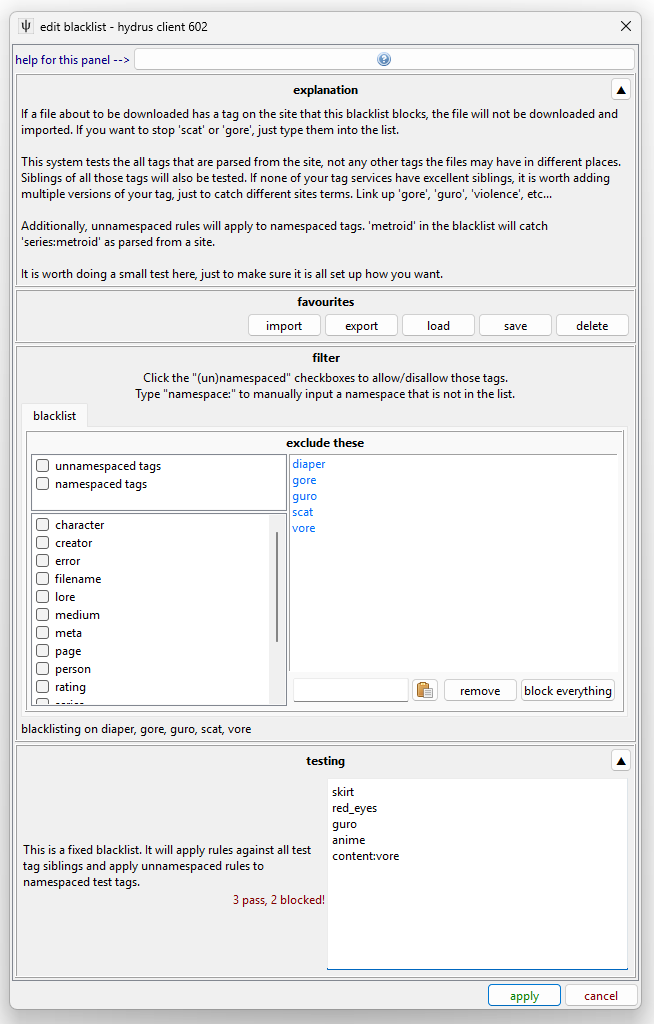 edit blacklist - hydrus client 602
help for this panel -->
explanation
If a file about to be downloaded has a tag on the site that this blacklist blocks, the file will not be downloaded and
imported. If you want to stop 'scat' or 'gore', just type them into the list.
This system tests the all tags that are parsed from the site, not any other tags the files may have in different places.
Siblings of all those tags will also be tested. If none of your tag services have excellent siblings, it is worth adding
multiple versions of your tag, just to catch different sites terms. Link up 'gore', 'guro', 'violence', etc...
Additionally, unnamespaced rules will apply to namespaced tags. 'metroid' in the blacklist will catch
'series:metroid' as parsed from a site.
It is worth doing a small test here, just to make sure it is all set up how you want.
favourites
import export load save delete
filter
Click the "(un)namespaced" checkboxes to allow/disallow those tags.
Type "namespace:" to manually input a namespace that is not in the list.
blacklist
exclude these
unnamespaced tags
namespaced tags
character
creator
error
filename
lore
medium
meta
page
person
rating
diaper
gore
guro
scat
vore
remove block everything
blacklisting on diaper, gore, guro, scat, vore
testing
This is a fixed blacklist. It will apply rules against all test
tag siblings and apply unnamespaced rules to
namespaced test tags.
3 pass, 2 blocked!
skirt
red_eyes
guro
anime
content:vore
apply cancel